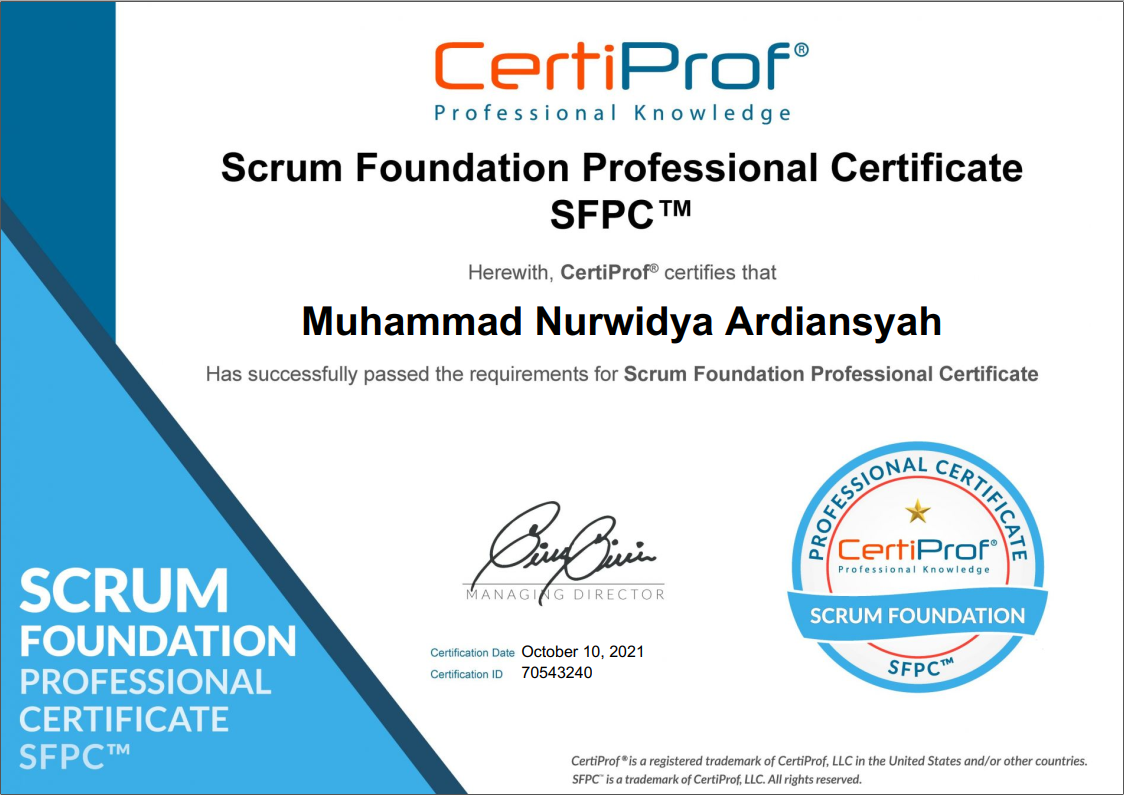 CertiProf®
Professional Knowledge
Scrum Foundation Professional Certificate
SFPC™
Herewith, CertiProf® certifies that
Muhammad Nurwidya Ardiansyah
Has successfully passed the requirements for Scrum Foundation Professional Certificate
MANAGING DIRECTOR
Certification Date October 10, 2021
Certification ID 70543240
PROFESSIONAL CERTIFICATE
CertiProf®
Professional Knowledge
SCRUM FOUNDATION
SFPC™
SCRUM
FOUNDATION
PROFESSIONAL
CERTIFICATE
SFPC™
CertiProf® is a registered trademark of CertiProf, LLC in the United States and/or other countries.
SFPC™ is a trademark of CertiProf, LLC. All rights reserved.